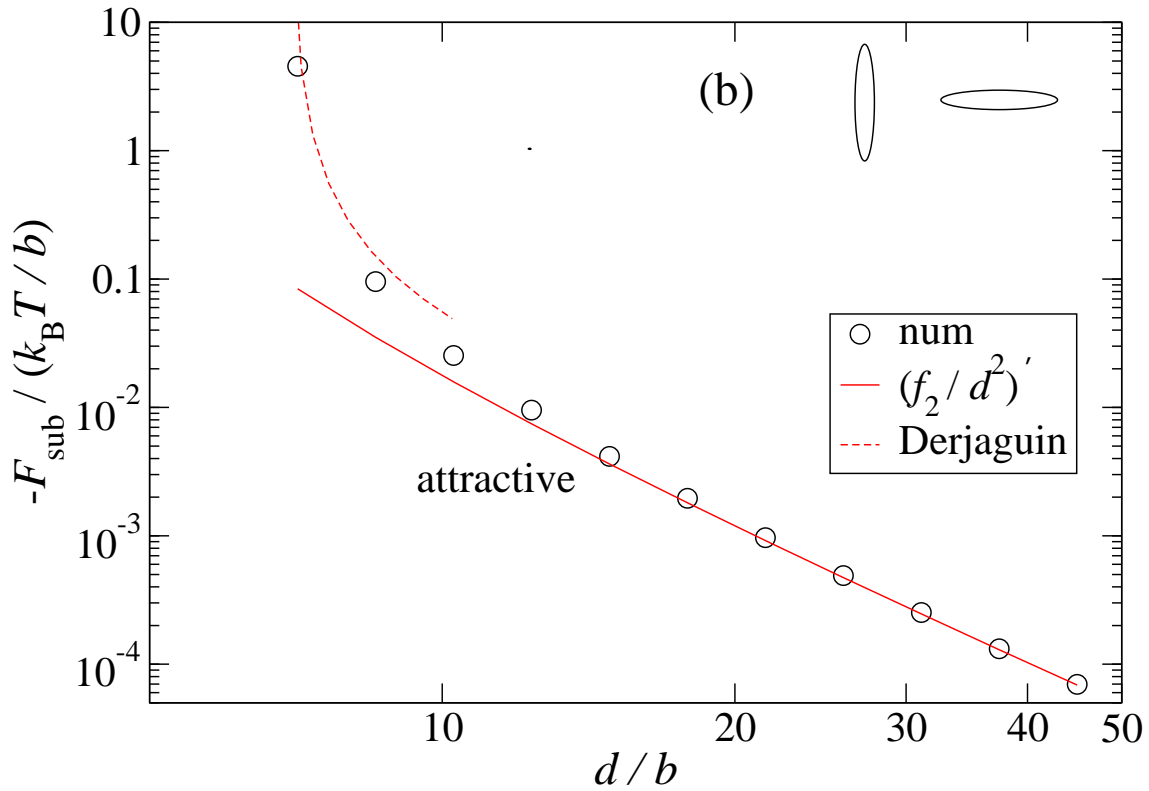 10
(b)
1
0.1
10^-2
10^-3
10^-4
-F_sub / (k_B T / b)
num
(f_2 / d^2)′
Derjaguin
attractive
10 20 30 40 50
d / b